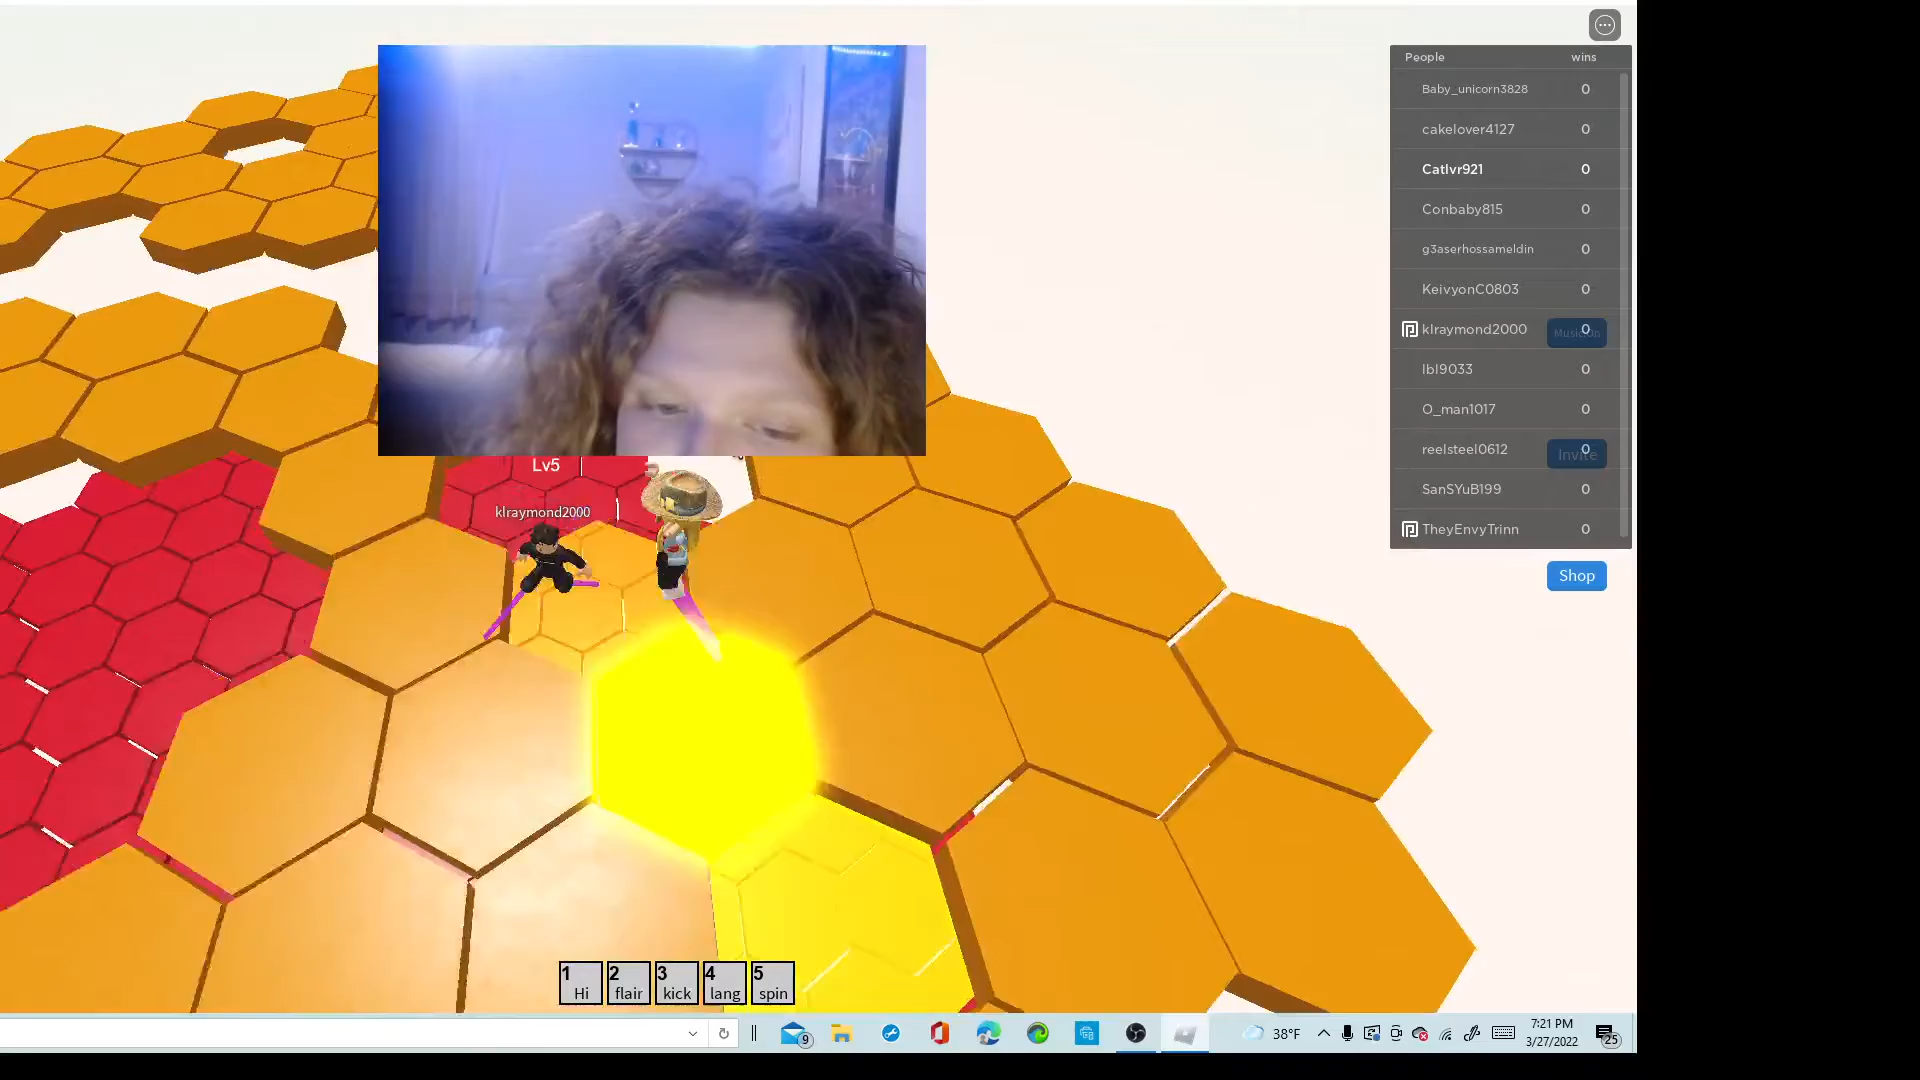 People wins
Baby_unicorn3828 0
cakelover4127 0
Catlvr921 0
Conbaby815 0
g3aserhossameldin 0
KeivyonC0803 0
klraymond2000 0
lbl9033 0
O_man1017 0
reelsteel0612 0
Invite
SanSYuB199 0
TheyEnvyTrinn 0
Shop
Lv5
klraymond2000
1 2 3 4 5
Hi flair kick lang spin
9
38°F
7:21 PM
3/27/2022
25